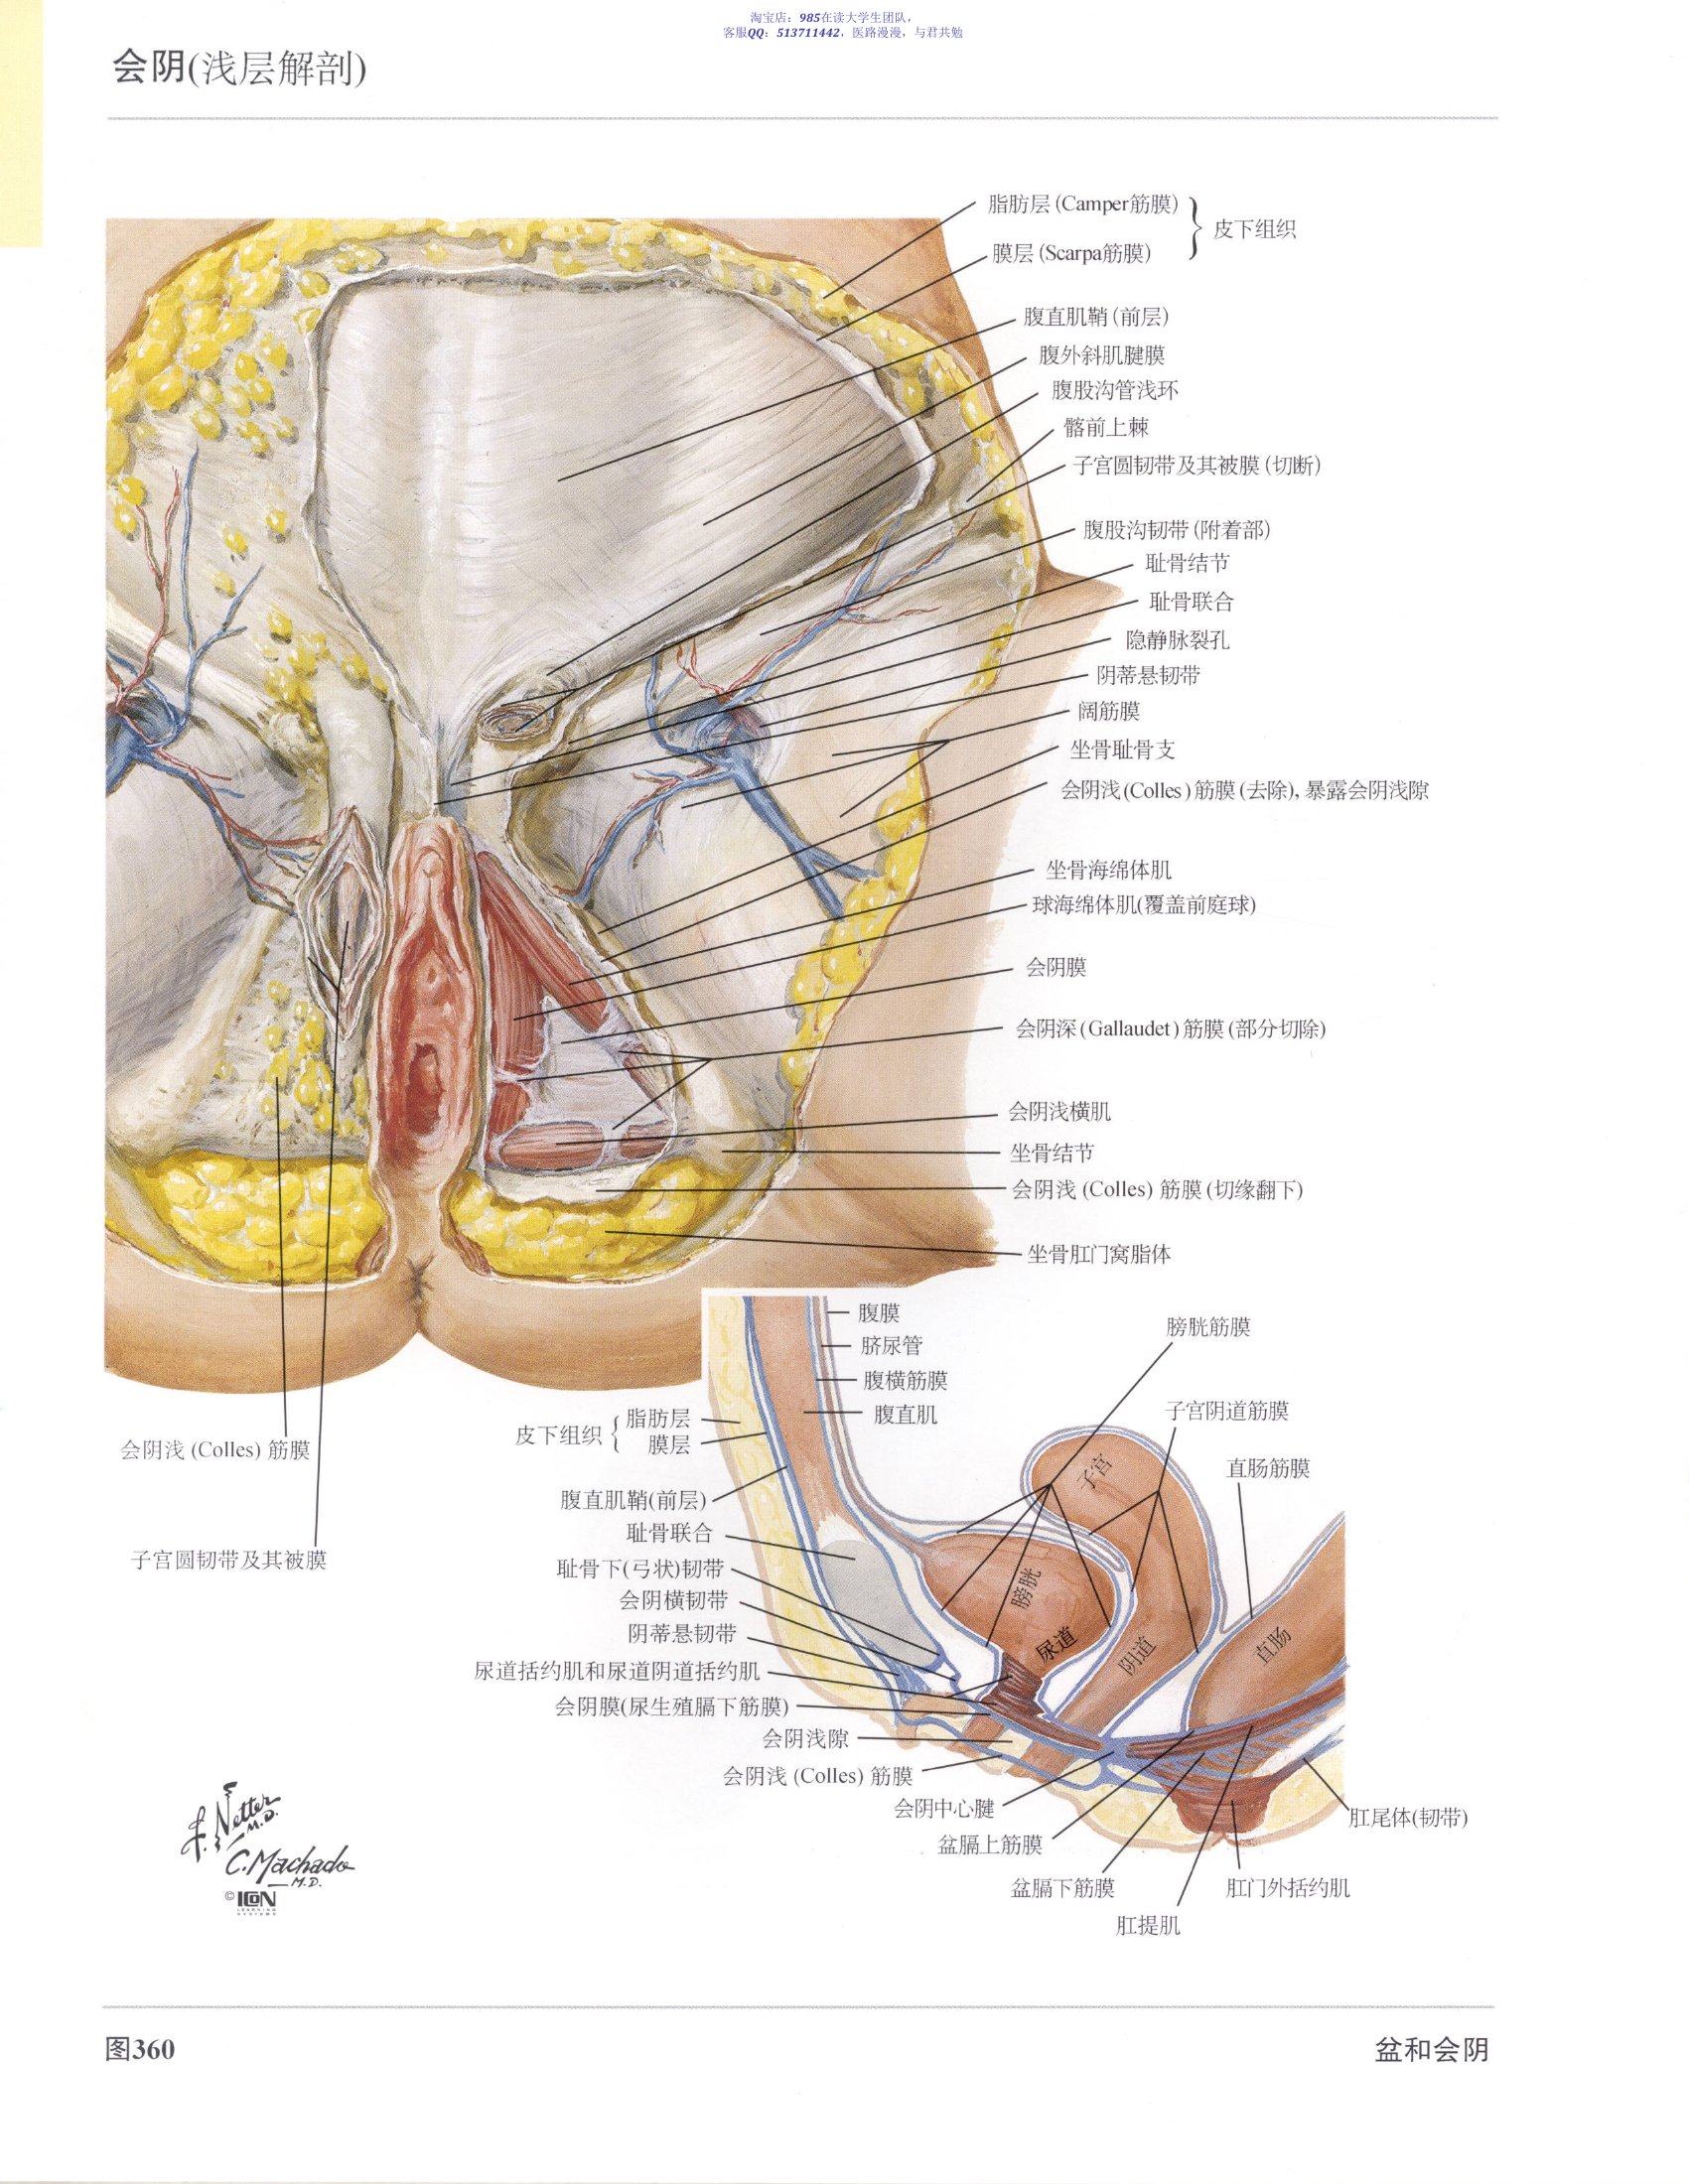 淘宝店：985在读大学生团队，
客服QQ：513711442，医路漫漫，与君共勉
会阴(浅层解剖)
脂肪层(Camper筋膜)
膜层(Scarpa筋膜)
皮下组织
腹直肌鞘(前层)
腹外斜肌腱膜
腹股沟管浅环
髂前上棘
子宫圆韧带及其被膜(切断)
腹股沟韧带(附着部)
耻骨结节
耻骨联合
隐静脉裂孔
阴蒂悬韧带
阔筋膜
坐骨耻骨支
会阴浅(Colles)筋膜(去除), 暴露会阴浅隙
坐骨海绵体肌
球海绵体肌(覆盖前庭球)
会阴膜
会阴深(Gallaudet)筋膜(部分切除)
会阴浅横肌
坐骨结节
会阴浅 (Colles) 筋膜(切缘翻下)
坐骨肛门窝脂体
会阴浅 (Colles) 筋膜
子宫圆韧带及其被膜
腹膜
脐尿管
腹横筋膜
腹直肌
膀胱筋膜
子宫阴道筋膜
直肠筋膜
皮下组织
脂肪层
膜层
腹直肌鞘(前层)
耻骨联合
耻骨下(弓状)韧带
会阴横韧带
阴蒂悬韧带
尿道括约肌和尿道阴道括约肌
会阴膜(尿生殖膈下筋膜)
会阴浅隙
会阴浅 (Colles) 筋膜
会阴中心腱
盆膈上筋膜
盆膈下筋膜
肛提肌
肛门外括约肌
肛尾体(韧带)
子宫
膀胱
尿道
阴道
直肠
F. Netter M.D.
C. Machado M.D.
© ICON
LEARNING SYSTEMS
图360
盆和会阴